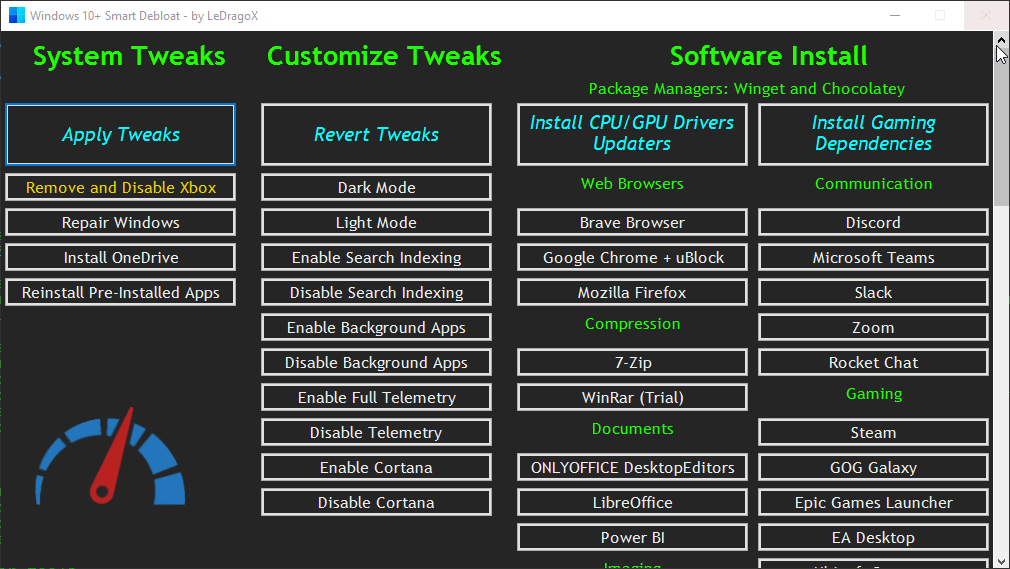 Windows 10+ Smart Debloat - by LeDragoX
System Tweaks
Apply Tweaks
Remove and Disable Xbox
Repair Windows
Install OneDrive
Reinstall Pre-Installed Apps
Customize Tweaks
Revert Tweaks
Dark Mode
Light Mode
Enable Search Indexing
Disable Search Indexing
Enable Background Apps
Disable Background Apps
Enable Full Telemetry
Disable Telemetry
Enable Cortana
Disable Cortana
Software Install
Package Managers: Winget and Chocolatey
Install CPU/GPU Drivers
Updaters
Web Browsers
Brave Browser
Google Chrome + uBlock
Mozilla Firefox
Compression
7-Zip
WinRar (Trial)
Documents
ONLYOFFICE DesktopEditors
LibreOffice
Power BI
Imaging
Install Gaming
Dependencies
Communication
Discord
Microsoft Teams
Slack
Zoom
Rocket Chat
Gaming
Steam
GOG Galaxy
Epic Games Launcher
EA Desktop